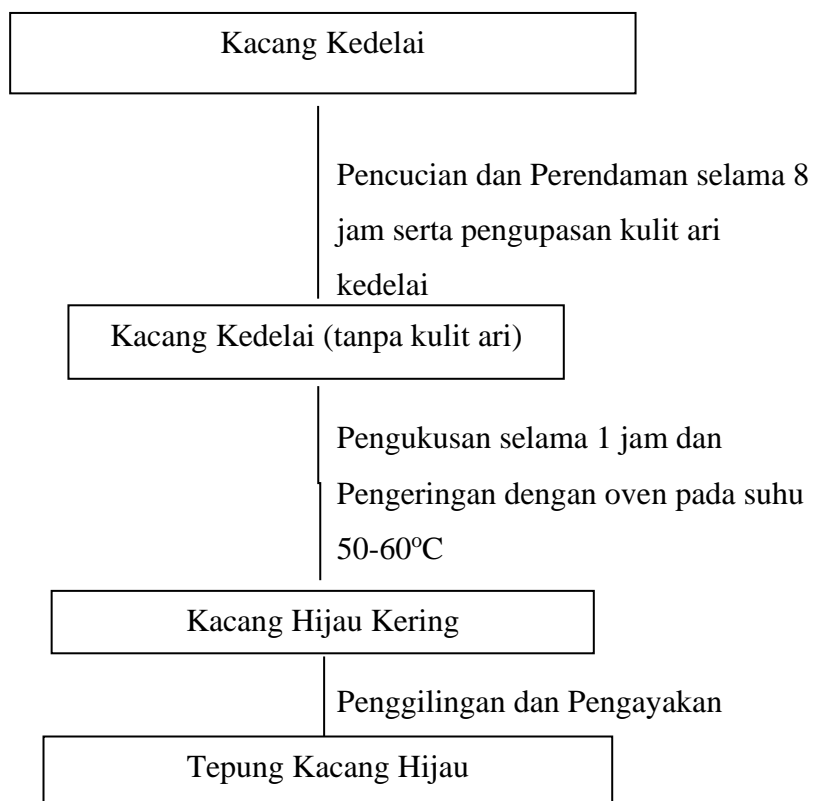 Kacang Kedelai
Pencucian dan Perendaman selama 8
jam serta pengupasan kulit ari
kedelai
Kacang Kedelai (tanpa kulit ari)
Pengukusan selama 1 jam dan
Pengeringan dengan oven pada suhu
50-60ºC
Kacang Hijau Kering
Penggilingan dan Pengayakan
Tepung Kacang Hijau